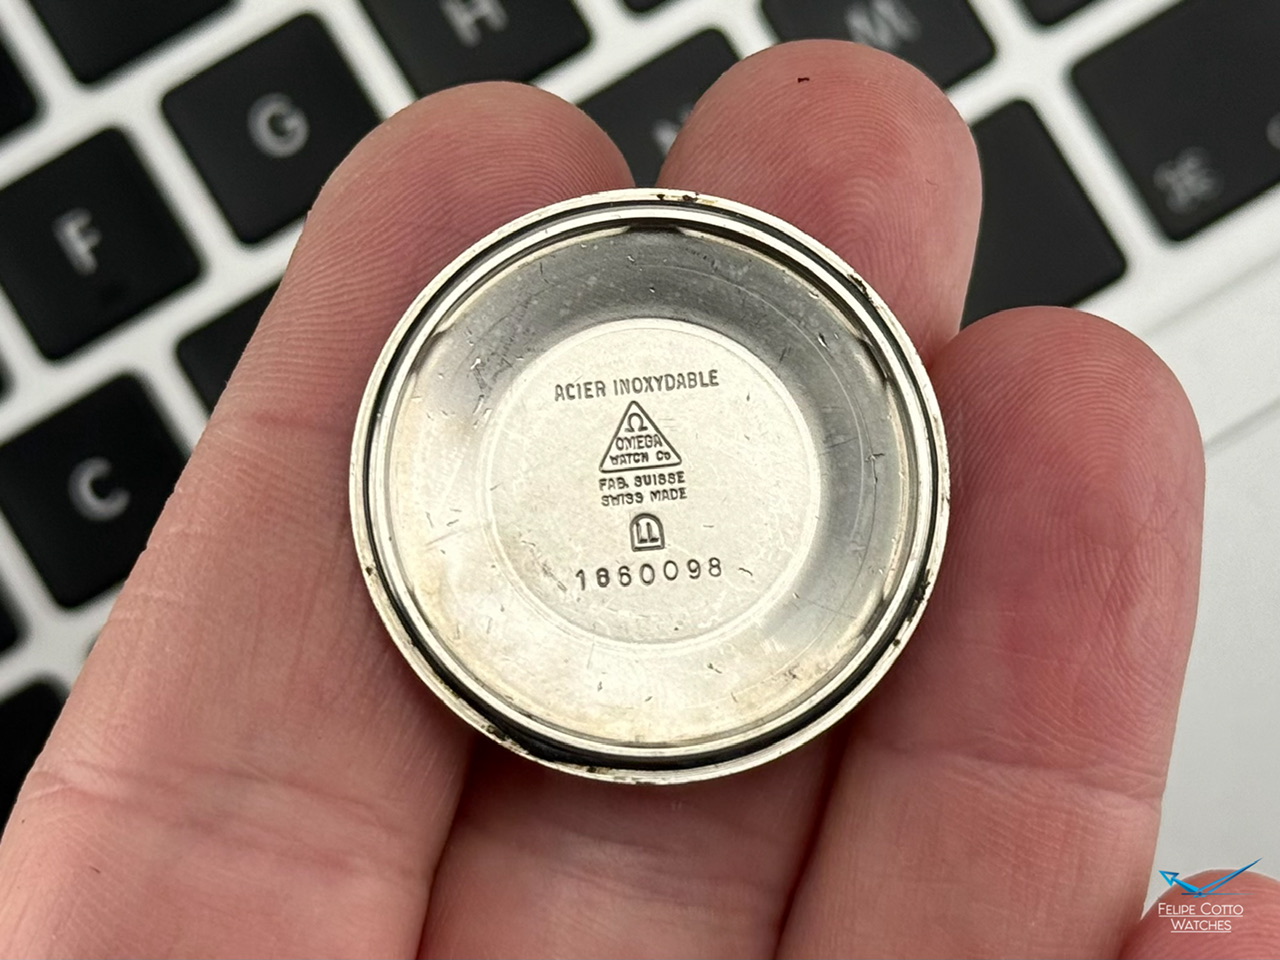 H
M
G
F
C
⌘
ACIER INOXYDABLE
Ω
OMEGA
WATCH Co
FAB. SUISSE
SWISS MADE
1660098
FELIPE COTTO
WATCHES